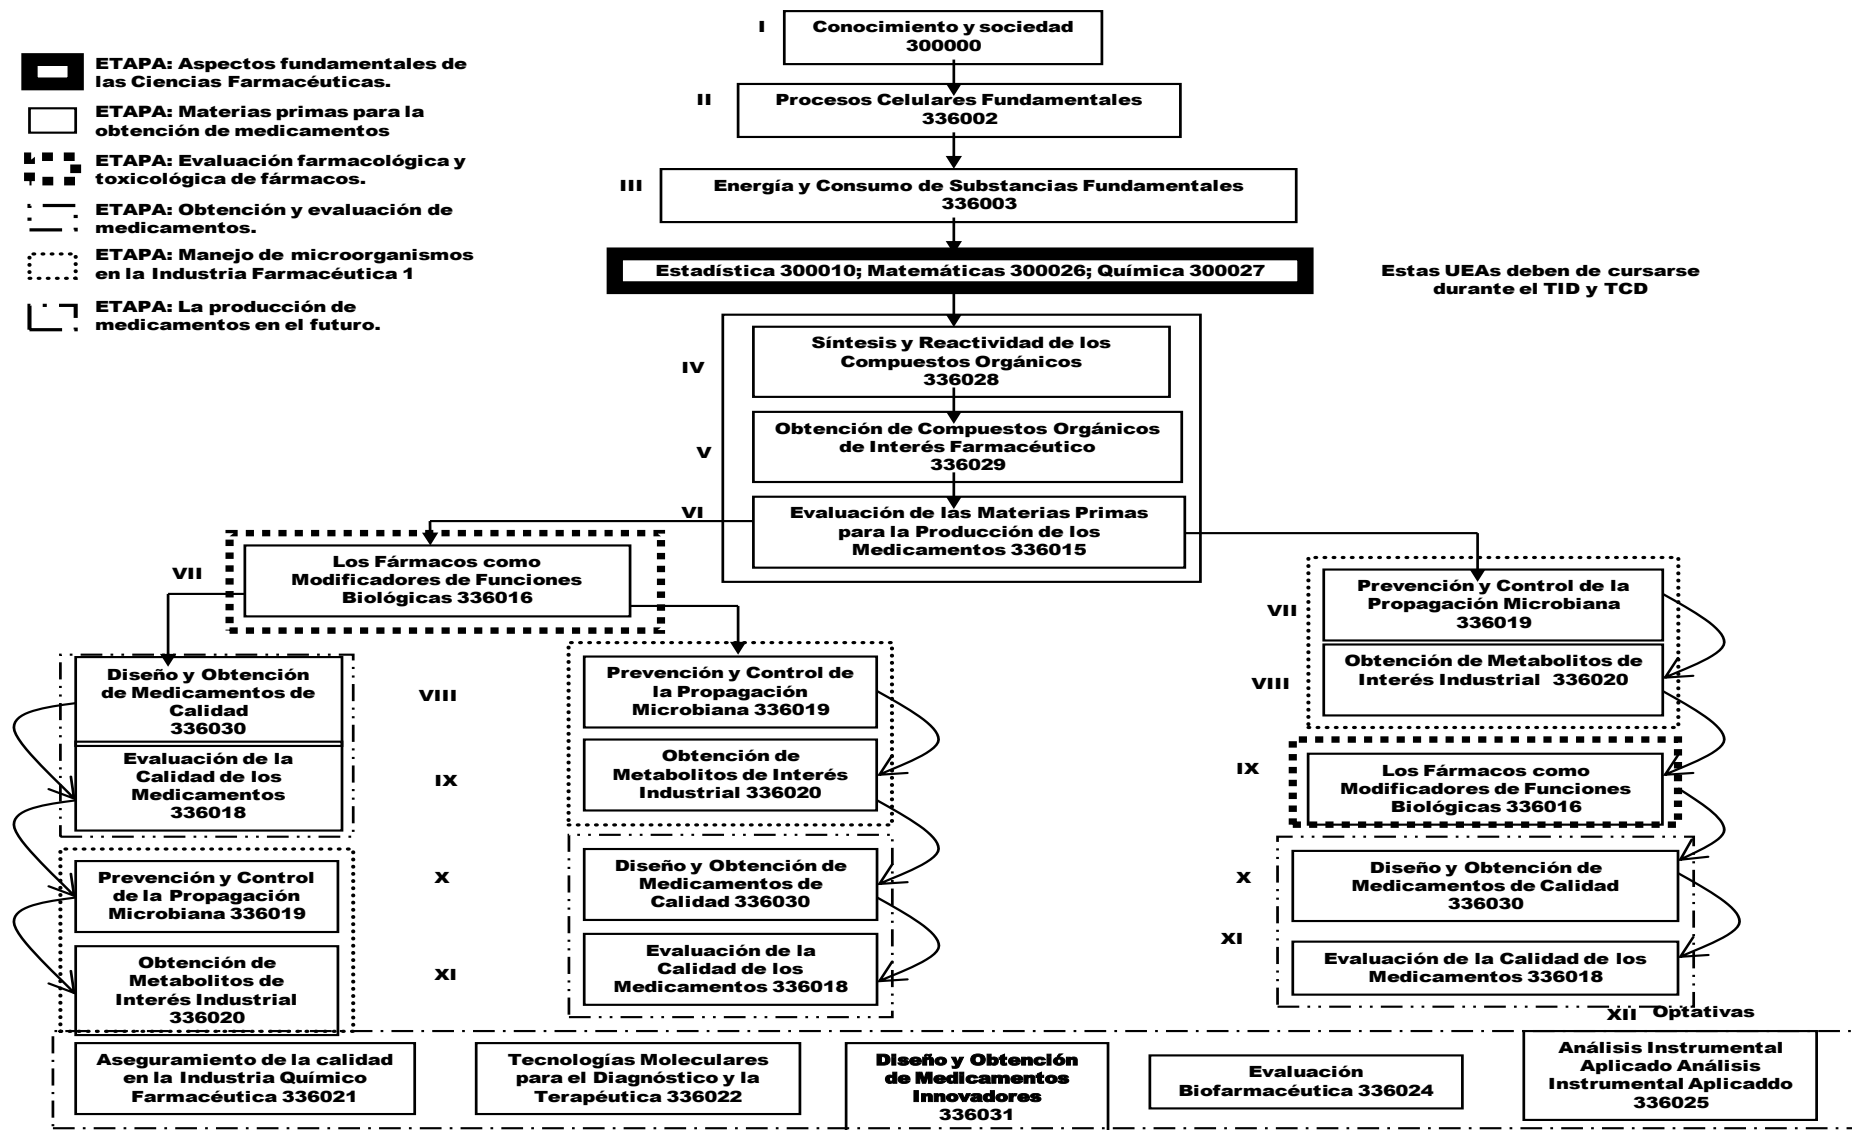 I
Conocimiento y sociedad
300000
ETAPA: Aspectos fundamentales de
las Ciencias Farmacéuticas.
ETAPA: Materias primas para la
obtención de medicamentos
ETAPA: Evaluación farmacológica y
toxicológica de fármacos.
ETAPA: Obtención y evaluación de
medicamentos.
ETAPA: Manejo de microorganismos
en la Industria Farmacéutica 1
ETAPA: La producción de
medicamentos en el futuro.
II
Procesos Celulares Fundamentales
336002
III
Energía y Consumo de Substancias Fundamentales
336003
Estadística 300010; Matemáticas 300026; Química 300027
Estas UEAs deben de cursarse
durante el TID y TCD
IV
Síntesis y Reactividad de los
Compuestos Orgánicos
336028
V
Obtención de Compuestos Orgánicos
de Interés Farmacéutico
336029
VI
Evaluación de las Materias Primas
para la Producción de los
Medicamentos 336015
VII
Los Fármacos como
Modificadores de Funciones
Biológicas 336016
Diseño y Obtención
de Medicamentos de
Calidad
336030
Evaluación de la
Calidad de los
Medicamentos
336018
Prevención y Control
de la Propagación
Microbiana 336019
Obtención de
Metabolitos de
Interés Industrial
336020
VIII
IX
X
XI
Prevención y Control de
la Propagación
Microbiana 336019
Obtención de
Metabolitos de Interés
Industrial 336020
Diseño y Obtención de
Medicamentos de
Calidad 336030
Evaluación de la
Calidad de los
Medicamentos 336018
VII
Prevención y Control de la
Propagación Microbiana
336019
VIII
Obtención de Metabolitos de
Interés Industrial 336020
IX
Los Fármacos como
Modificadores de Funciones
Biológicas 336016
X
Diseño y Obtención de
Medicamentos de Calidad
336030
XI
Evaluación de la Calidad de los
Medicamentos 336018
XII Optativas
Aseguramiento de la calidad
en la Industria Químico
Farmacéutica 336021
Tecnologías Moleculares
para el Diagnóstico y la
Terapéutica 336022
Diseño y Obtención
de Medicamentos
Innovadores
336031
Evaluación
Biofarmacéutica 336024
Análisis Instrumental
Aplicado Análisis
Instrumental Aplicaddo
336025